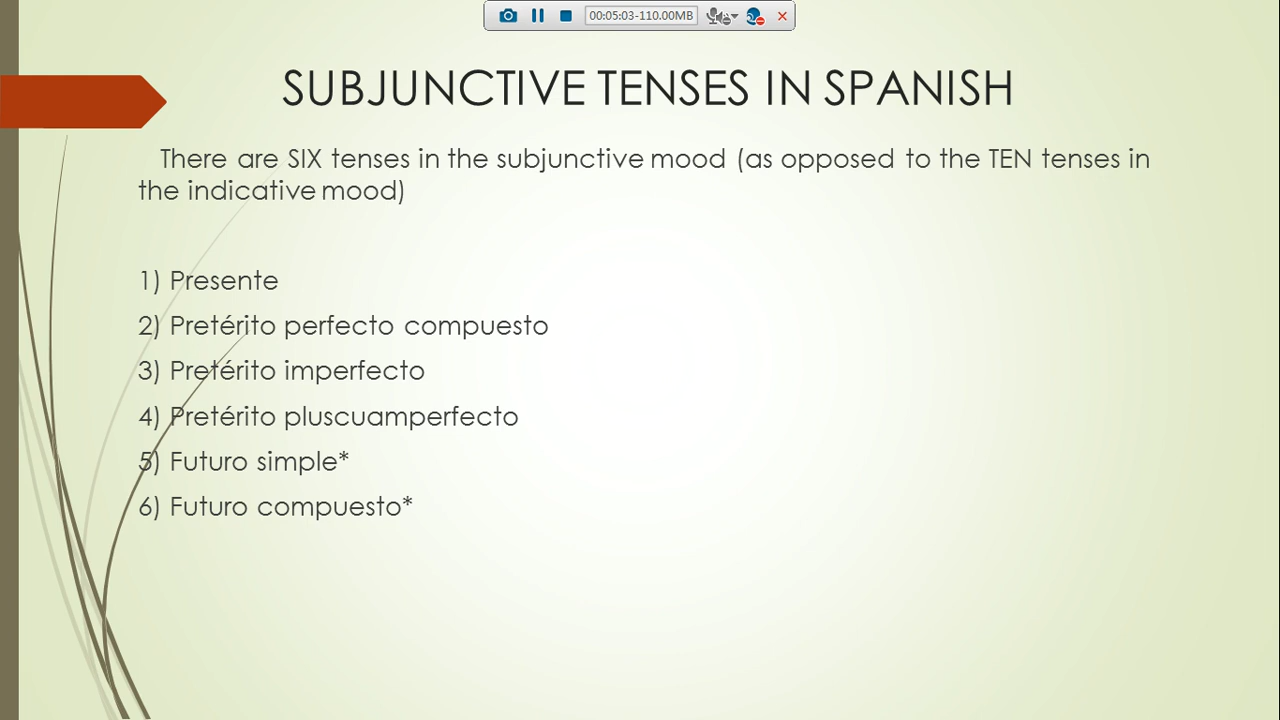 00:05:03-110.00MB
SUBJUNCTIVE TENSES IN SPANISH
There are SIX tenses in the subjunctive mood (as opposed to the TEN tenses in
the indicative mood)
1) Presente
2) Pretérito perfecto compuesto
3) Pretérito imperfecto
4) Pretérito pluscuamperfecto
5) Futuro simple*
6) Futuro compuesto*